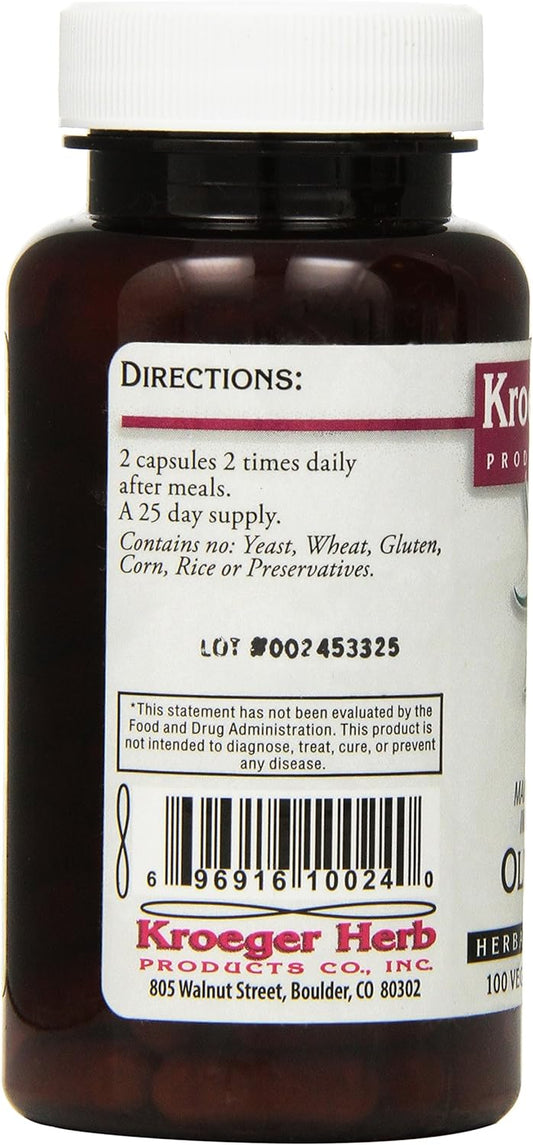 DIRECTIONS:
2 capsules 2 times daily
after meals.
A 25 day supply.
Contains no: Yeast, Wheat, Gluten,
Corn, Rice or Preservatives.
LOT #002453325
*This statement has not been evaluated by the
Food and Drug Administration. This product is
not intended to diagnose, treat, cure, or prevent
any disease.
6 96916 10024 0
Kroeger Herb
PRODUCTS CO., INC.
805 Walnut Street, Boulder, CO 80302
Kro
PROD
OL
HERBA
100 VEG